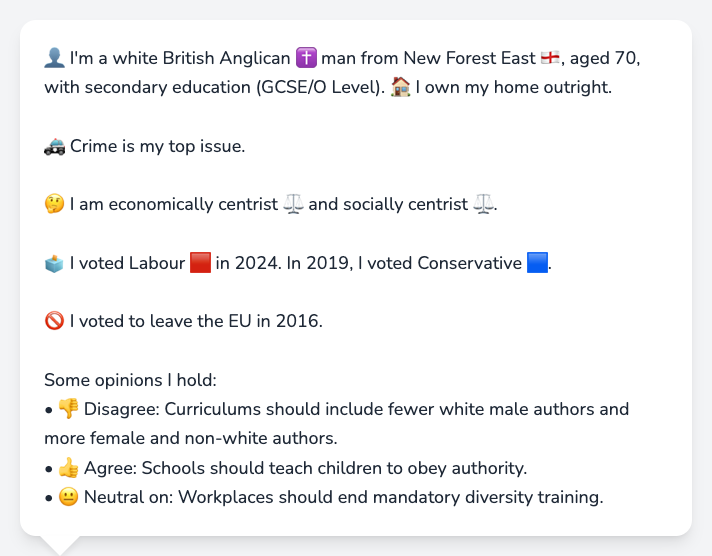 👤 I'm a white British Anglican ✝️ man from New Forest East 🏴󠁧󠁢󠁥󠁮󠁧󠁿, aged 70,
with secondary education (GCSE/O Level). 🏠 I own my home outright.
🚓 Crime is my top issue.
🤔 I am economically centrist ⚖️ and socially centrist ⚖️.
🗳️ I voted Labour 🟥 in 2024. In 2019, I voted Conservative 🟦.
🚫 I voted to leave the EU in 2016.
Some opinions I hold:
• 👎 Disagree: Curriculums should include fewer white male authors and
more female and non-white authors.
• 👍 Agree: Schools should teach children to obey authority.
• 😐 Neutral on: Workplaces should end mandatory diversity training.